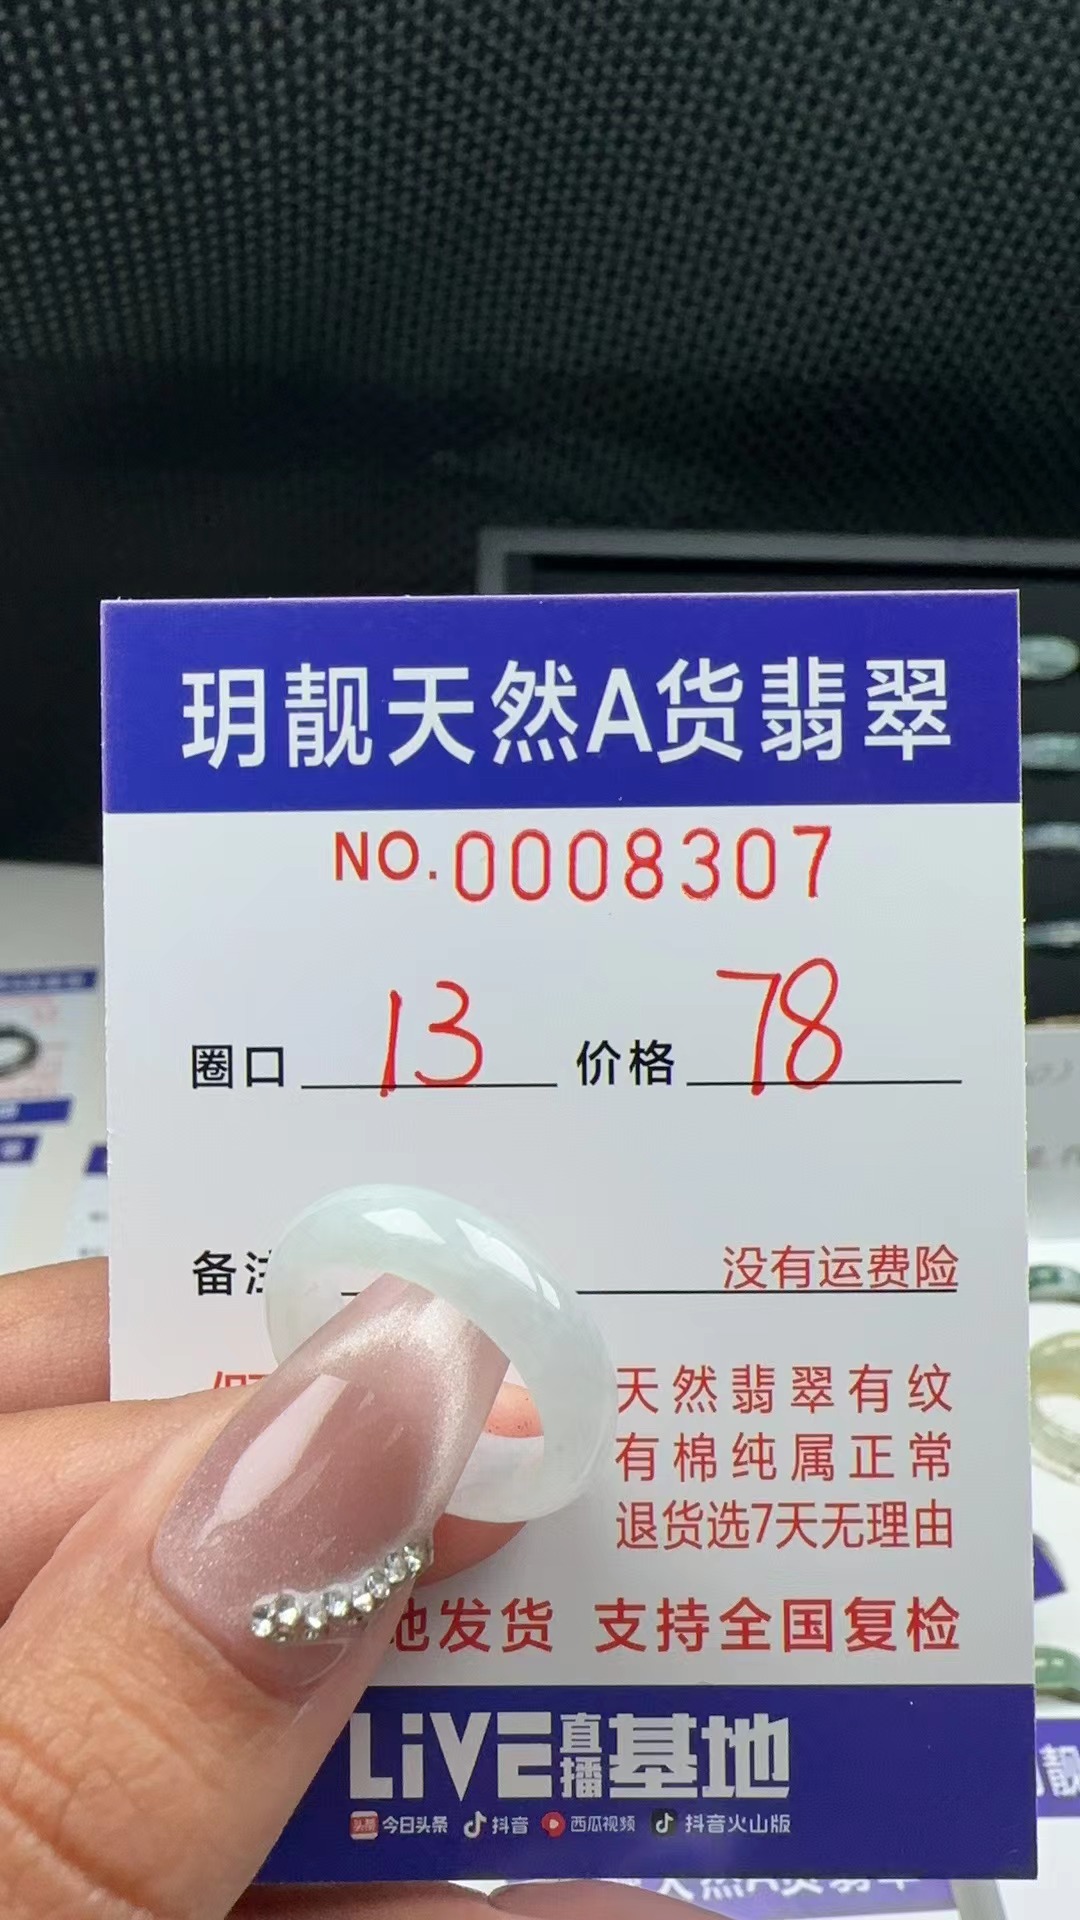 玥靓天然A货翡翠
NO.0008307
圈口 13 价格 78
备注 没有运费险
天然翡翠有纹
有棉纯属正常
退货选7天无理由
地发货 支持全国复检
LiVE直播基地
头条 今日头条 抖音 西瓜视频 抖音火山版